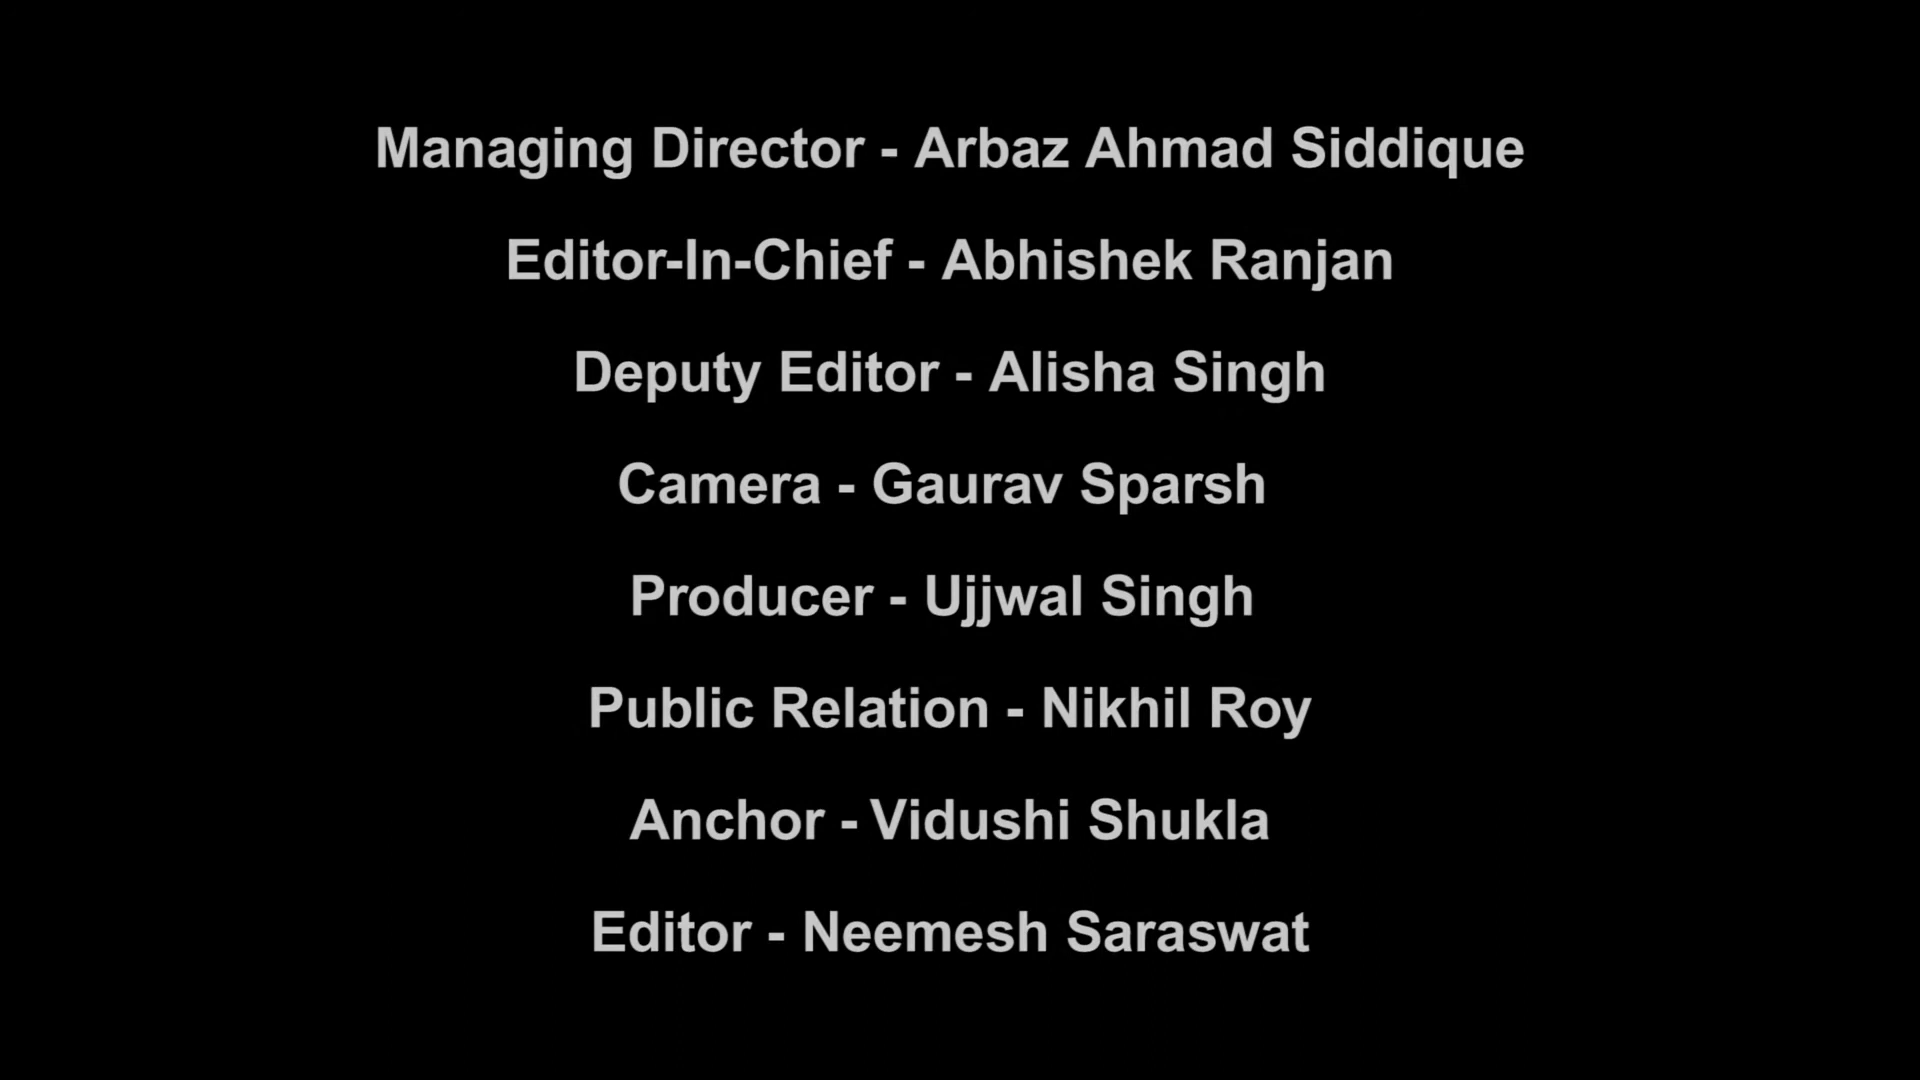 Managing Director - Arbaz Ahmad Siddique
Editor-In-Chief - Abhishek Ranjan
Deputy Editor - Alisha Singh
Camera - Gaurav Sparsh
Producer - Ujjwal Singh
Public Relation - Nikhil Roy
Anchor - Vidushi Shukla
Editor - Neemesh Saraswat